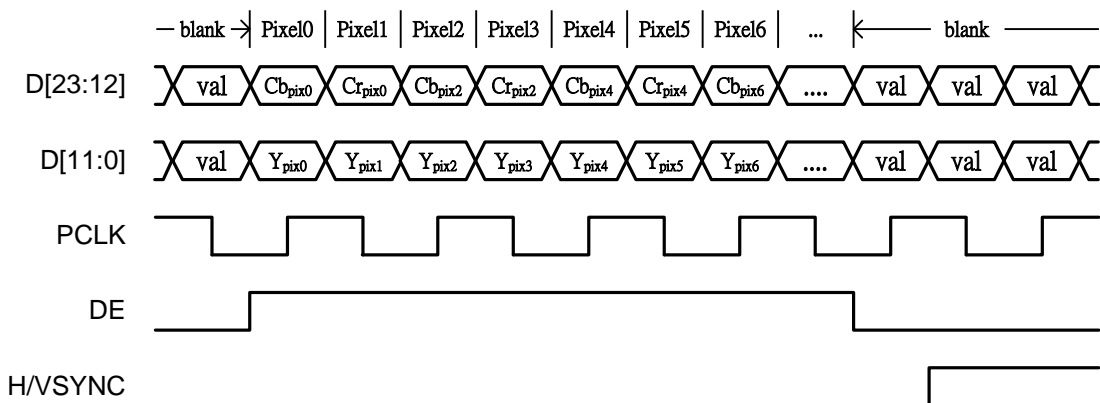 blank Pixel0 Pixel1 Pixel2 Pixel3 Pixel4 Pixel5 Pixel6 ... blank
D[23:12] val Cbpix0 Crpix0 Cbpix2 Crpix2 Cbpix4 Crpix4 Cbpix6 .... val val val
D[11:0] val Ypix0 Ypix1 Ypix2 Ypix3 Ypix4 Ypix5 Ypix6 .... val val val
PCLK
DE
H/VSYNC